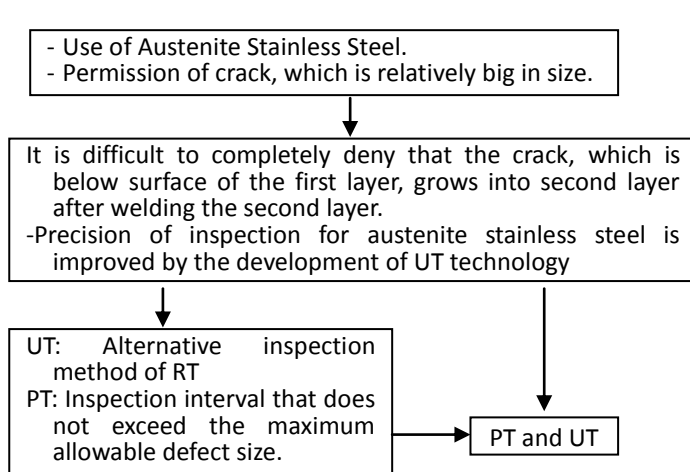 - Use of Austenite Stainless Steel.
- Permission of crack, which is relatively big in size.
It is difficult to completely deny that the crack, which is
below surface of the first layer, grows into second layer
after welding the second layer.
-Precision of inspection for austenite stainless steel is
improved by the development of UT technology
UT: Alternative inspection
method of RT
PT: Inspection interval that does
not exceed the maximum
allowable defect size.
PT and UT